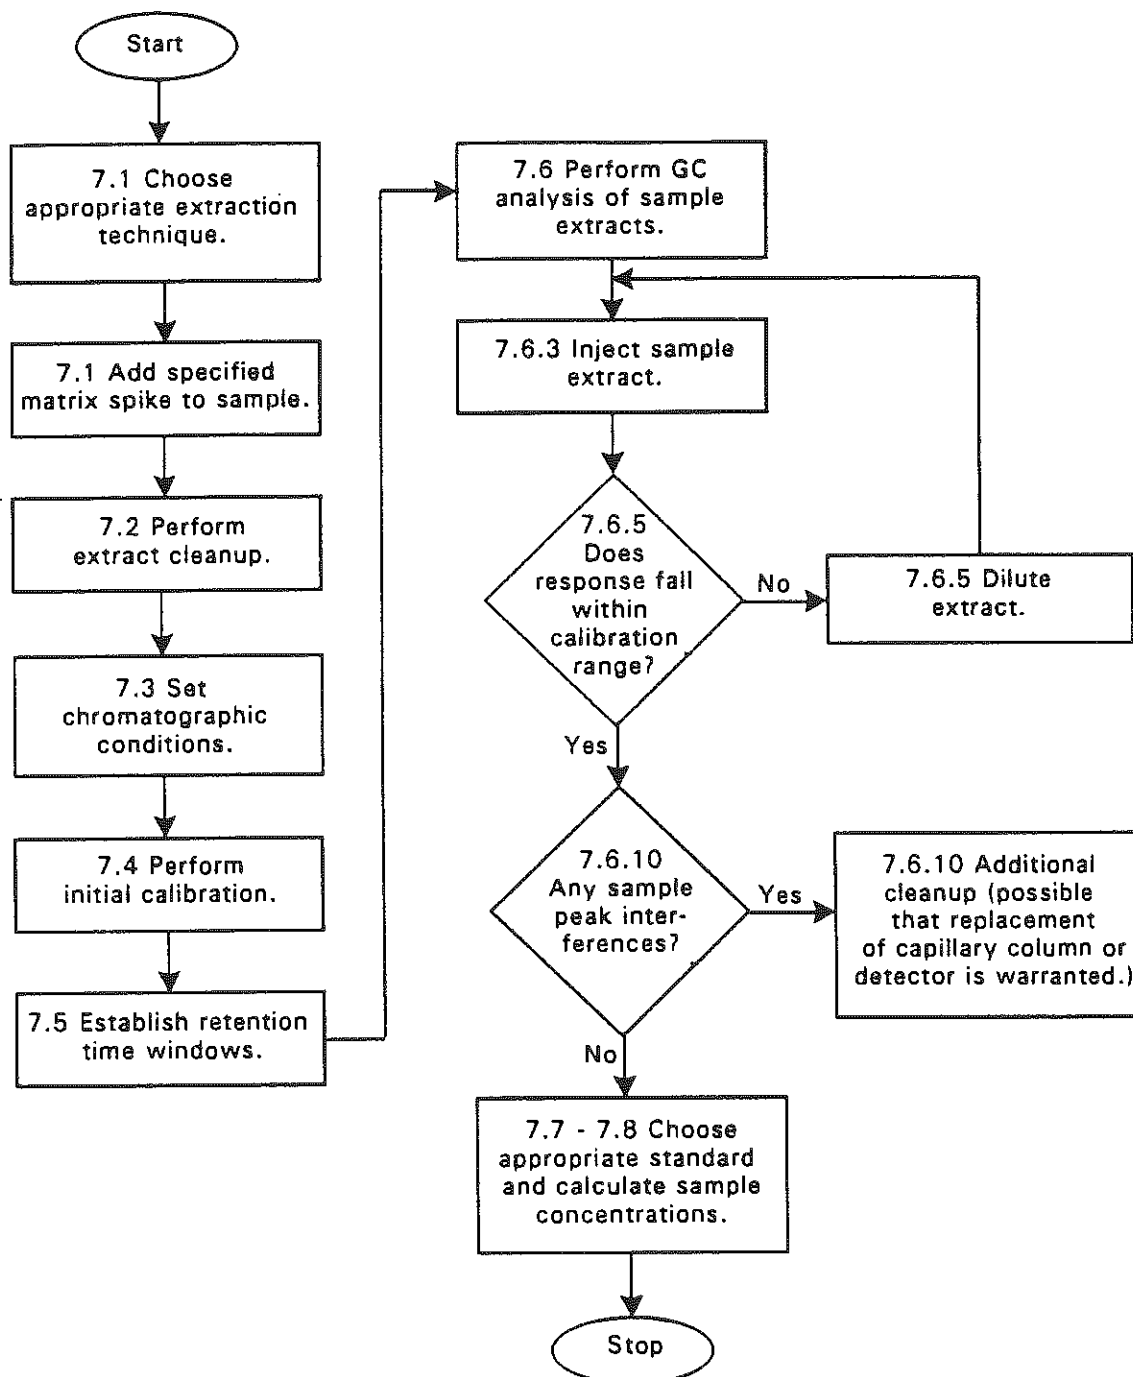 Start
7.1 Choose
appropriate extraction
technique.
7.1 Add specified
matrix spike to sample.
7.2 Perform
extract cleanup.
7.3 Set
chromatographic
conditions.
7.4 Perform
initial calibration.
7.5 Establish retention
time windows.
7.6 Perform GC
analysis of sample
extracts.
7.6.3 Inject sample
extract.
7.6.5
Does
response fall
within
calibration
range?
No
7.6.5 Dilute
extract.
Yes
7.6.10
Any sample
peak inter-
ferences?
Yes
7.6.10 Additional
cleanup (possible
that replacement
of capillary column or
detector is warranted.)
No
7.7 - 7.8 Choose
appropriate standard
and calculate sample
concentrations.
Stop